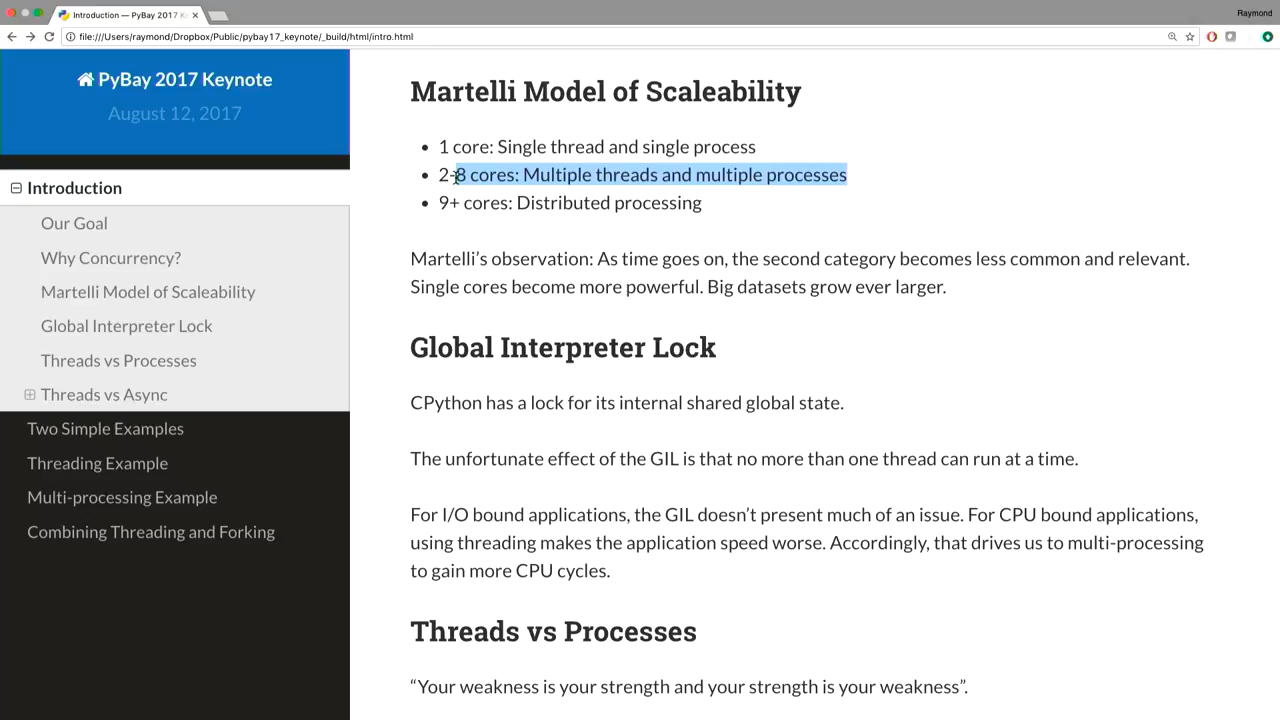 Introduction — PyBay 2017 K
Raymond
file:///Users/raymond/Dropbox/Public/pybay17_keynote/_build/html/intro.html
PyBay 2017 Keynote
August 12, 2017
Introduction
Our Goal
Why Concurrency?
Martelli Model of Scaleability
Global Interpreter Lock
Threads vs Processes
Threads vs Async
Two Simple Examples
Threading Example
Multi-processing Example
Combining Threading and Forking
Martelli Model of Scaleability
• 1 core: Single thread and single process
• 2-8 cores: Multiple threads and multiple processes
• 9+ cores: Distributed processing
Martelli’s observation: As time goes on, the second category becomes less common and relevant.
Single cores become more powerful. Big datasets grow ever larger.
Global Interpreter Lock
CPython has a lock for its internal shared global state.
The unfortunate effect of the GIL is that no more than one thread can run at a time.
For I/O bound applications, the GIL doesn’t present much of an issue. For CPU bound applications,
using threading makes the application speed worse. Accordingly, that drives us to multi-processing
to gain more CPU cycles.
Threads vs Processes
“Your weakness is your strength and your strength is your weakness”.